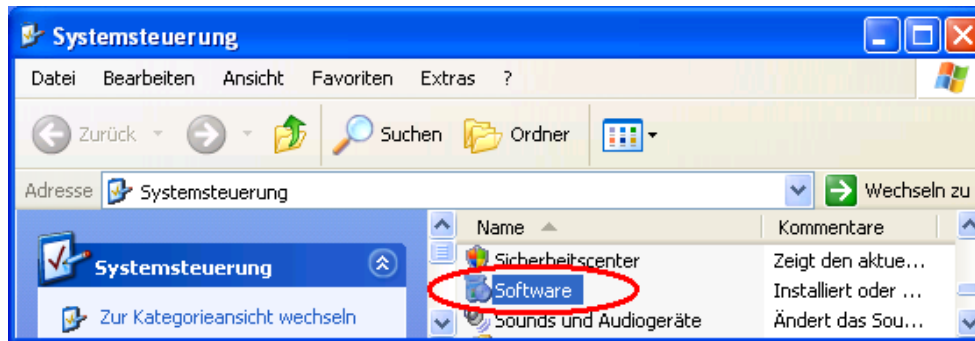 Systemsteuerung
Datei Bearbeiten Ansicht Favoriten Extras ?
Zurück Suchen Ordner
Adresse Systemsteuerung Wechseln zu
Name Kommentare
Systemsteuerung
Zur Kategorieansicht wechseln
Sicherheitscenter Zeigt den aktue...
Software Installiert oder ...
Sounds und Audiogeräte Ändert das Sou...